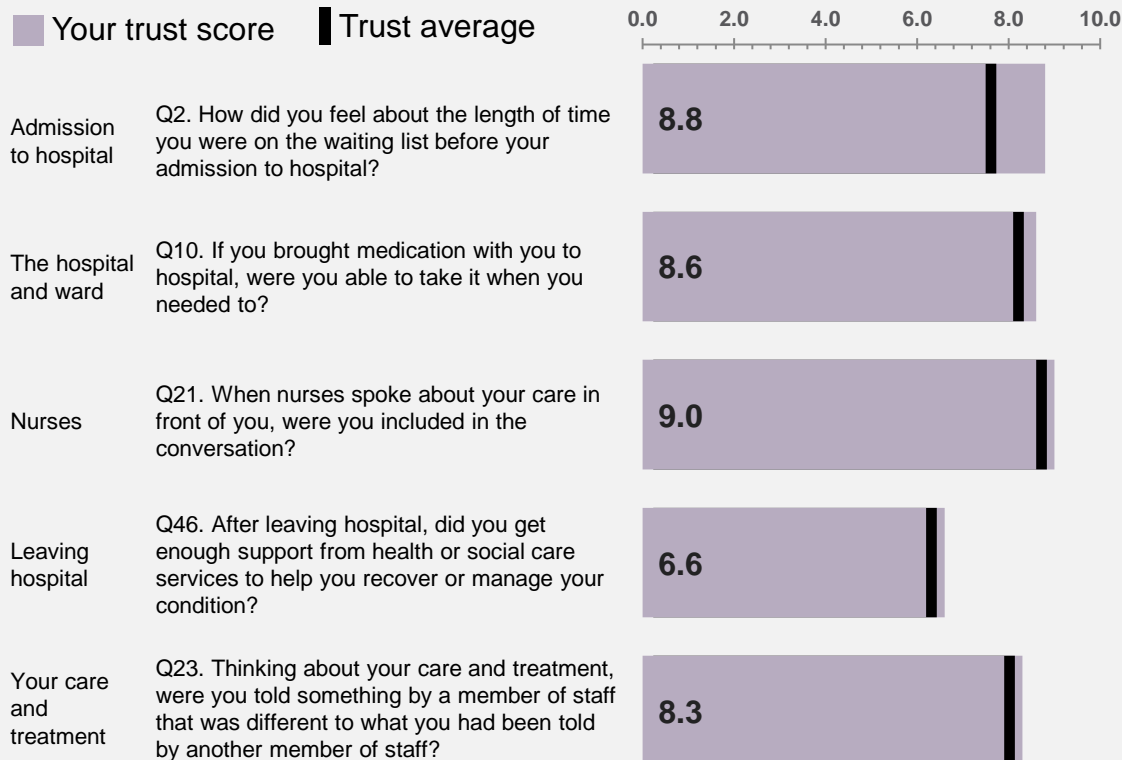 Your trust score
Trust average
0.0 2.0 4.0 6.0 8.0 10.0
Admission
to hospital
Q2. How did you feel about the length of time
you were on the waiting list before your
admission to hospital?
8.8
The hospital
and ward
Q10. If you brought medication with you to
hospital, were you able to take it when you
needed to?
8.6
Nurses
Q21. When nurses spoke about your care in
front of you, were you included in the
conversation?
9.0
Leaving
hospital
Q46. After leaving hospital, did you get
enough support from health or social care
services to help you recover or manage your
condition?
6.6
Your care
and
treatment
Q23. Thinking about your care and treatment,
were you told something by a member of staff
that was different to what you had been told
by another member of staff?
8.3